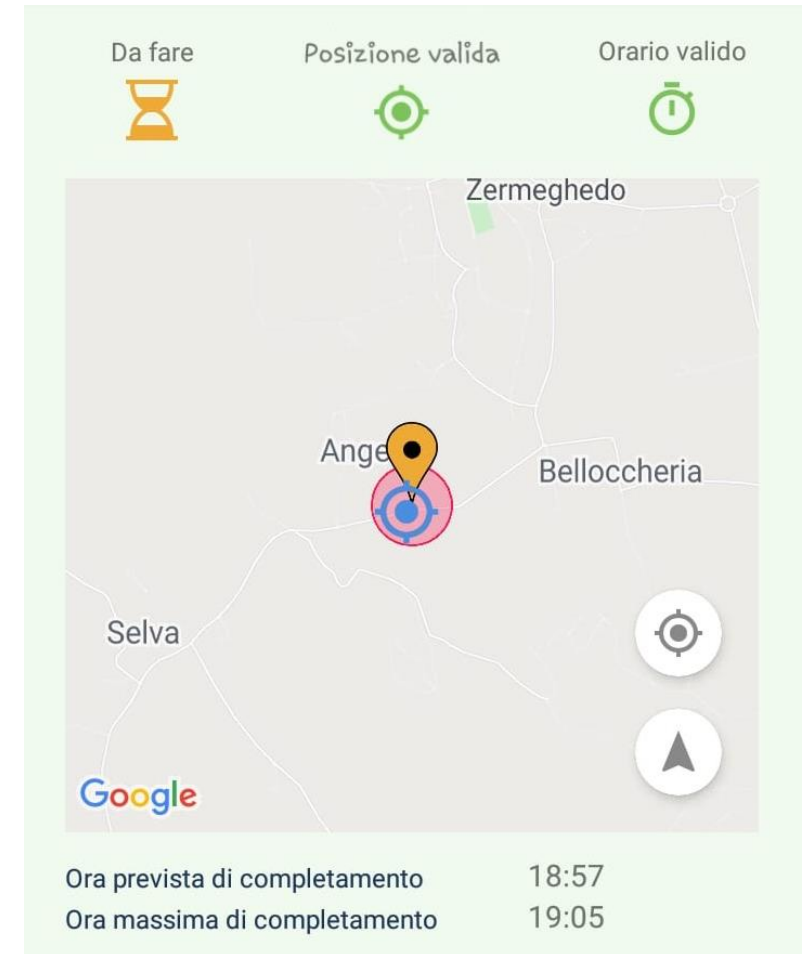 Da fare
Posizione valida
Orario valido
Zermeghedo
Ange
Belloccheria
Selva
Google
Ora prevista di completamento 18:57
Ora massima di completamento 19:05